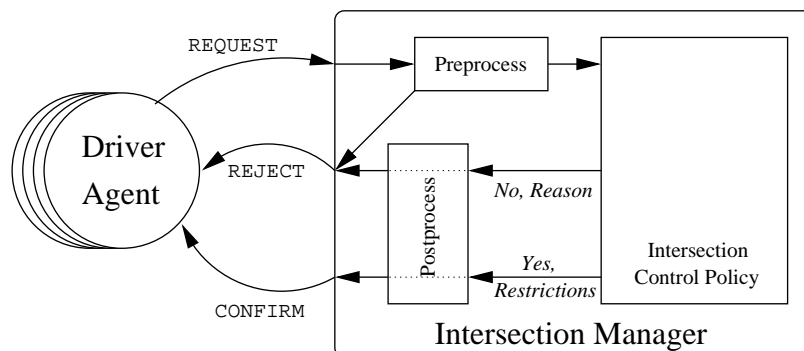 REQUEST
Preprocess
Driver
Agent
REJECT
Postprocess
No, Reason
Yes,
Restrictions
Intersection
Control Policy
CONFIRM
Intersection Manager